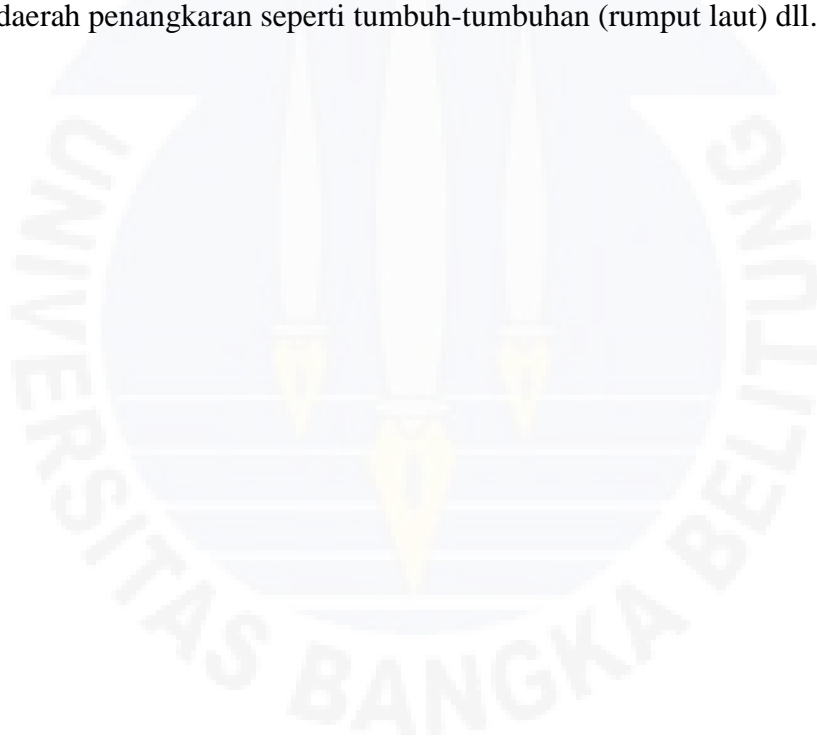 daerah penangkaran seperti tumbuh-tumbuhan (rumput laut) dll.
UNIVERSITAS BANGKA BELITUNG